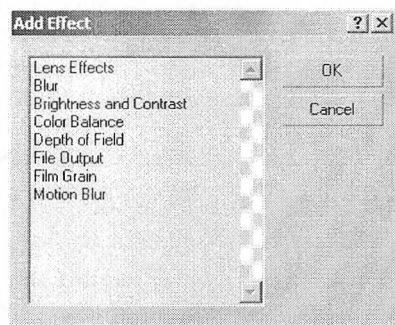 Add Effect
Lens Effects
Blur
Brightness and Contrast
Color Balance
Depth of Field
File Output
Film Grain
Motion Blur
OK
Cancel